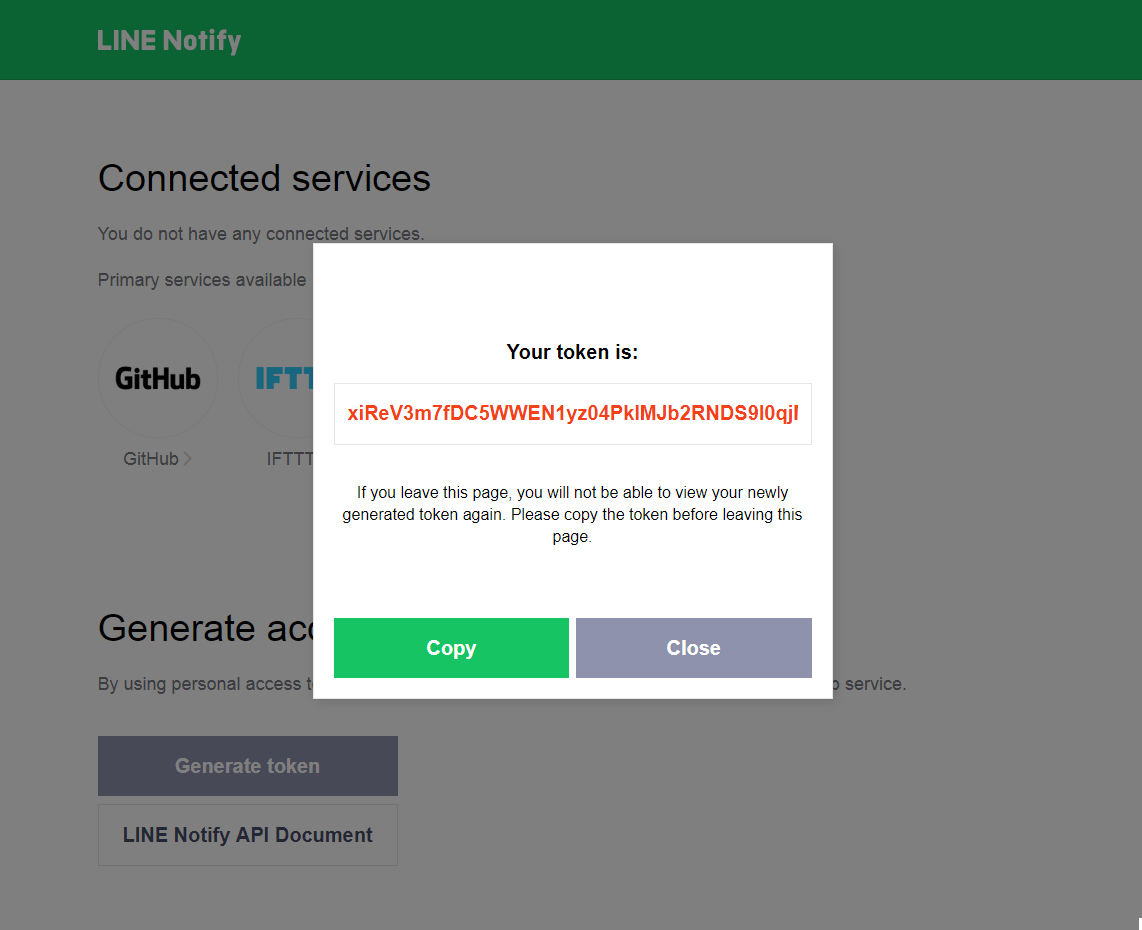 LINE Notify
Connected services
You do not have any connected services.
Primary services available
GitHub
GitHub
IFTTT
Your token is:
If you leave this page, you will not be able to view your newly
generated token again. Please copy the token before leaving this
page.
Copy
Close
Generate
By using personal access
service.
Generate token
LINE Notify API Document